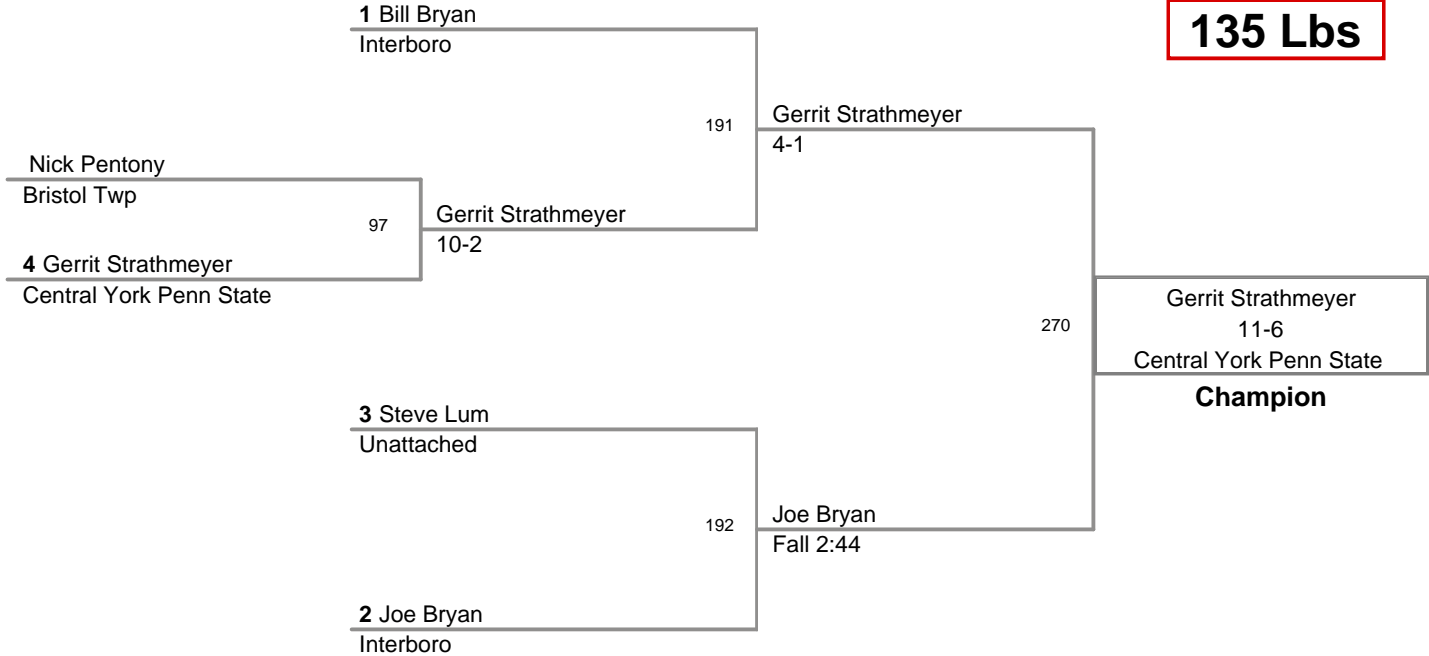 1 Bill Bryan
Interboro
135 Lbs
191
Gerrit Strathmeyer
4-1
Nick Pentony
Bristol Twp
97
Gerrit Strathmeyer
10-2
4 Gerrit Strathmeyer
Central York Penn State
270
Gerrit Strathmeyer
11-6
Central York Penn State
Champion
3 Steve Lum
Unattached
192
Joe Bryan
Fall 2:44
2 Joe Bryan
Interboro